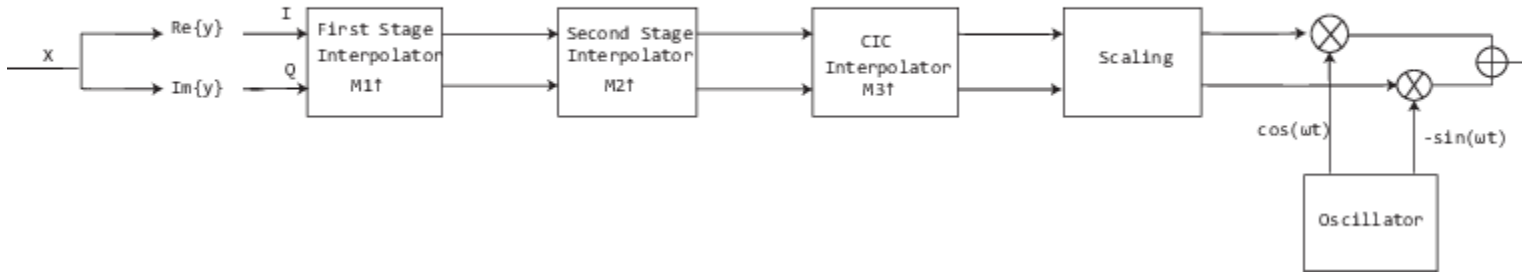 X
Re{y}
Im{y}
I
Q
First Stage
Interpolator
M1↑
Second Stage
Interpolator
M2↑
CIC
Interpolator
M3↑
Scaling
cos(ωt)
-sin(ωt)
Oscillator